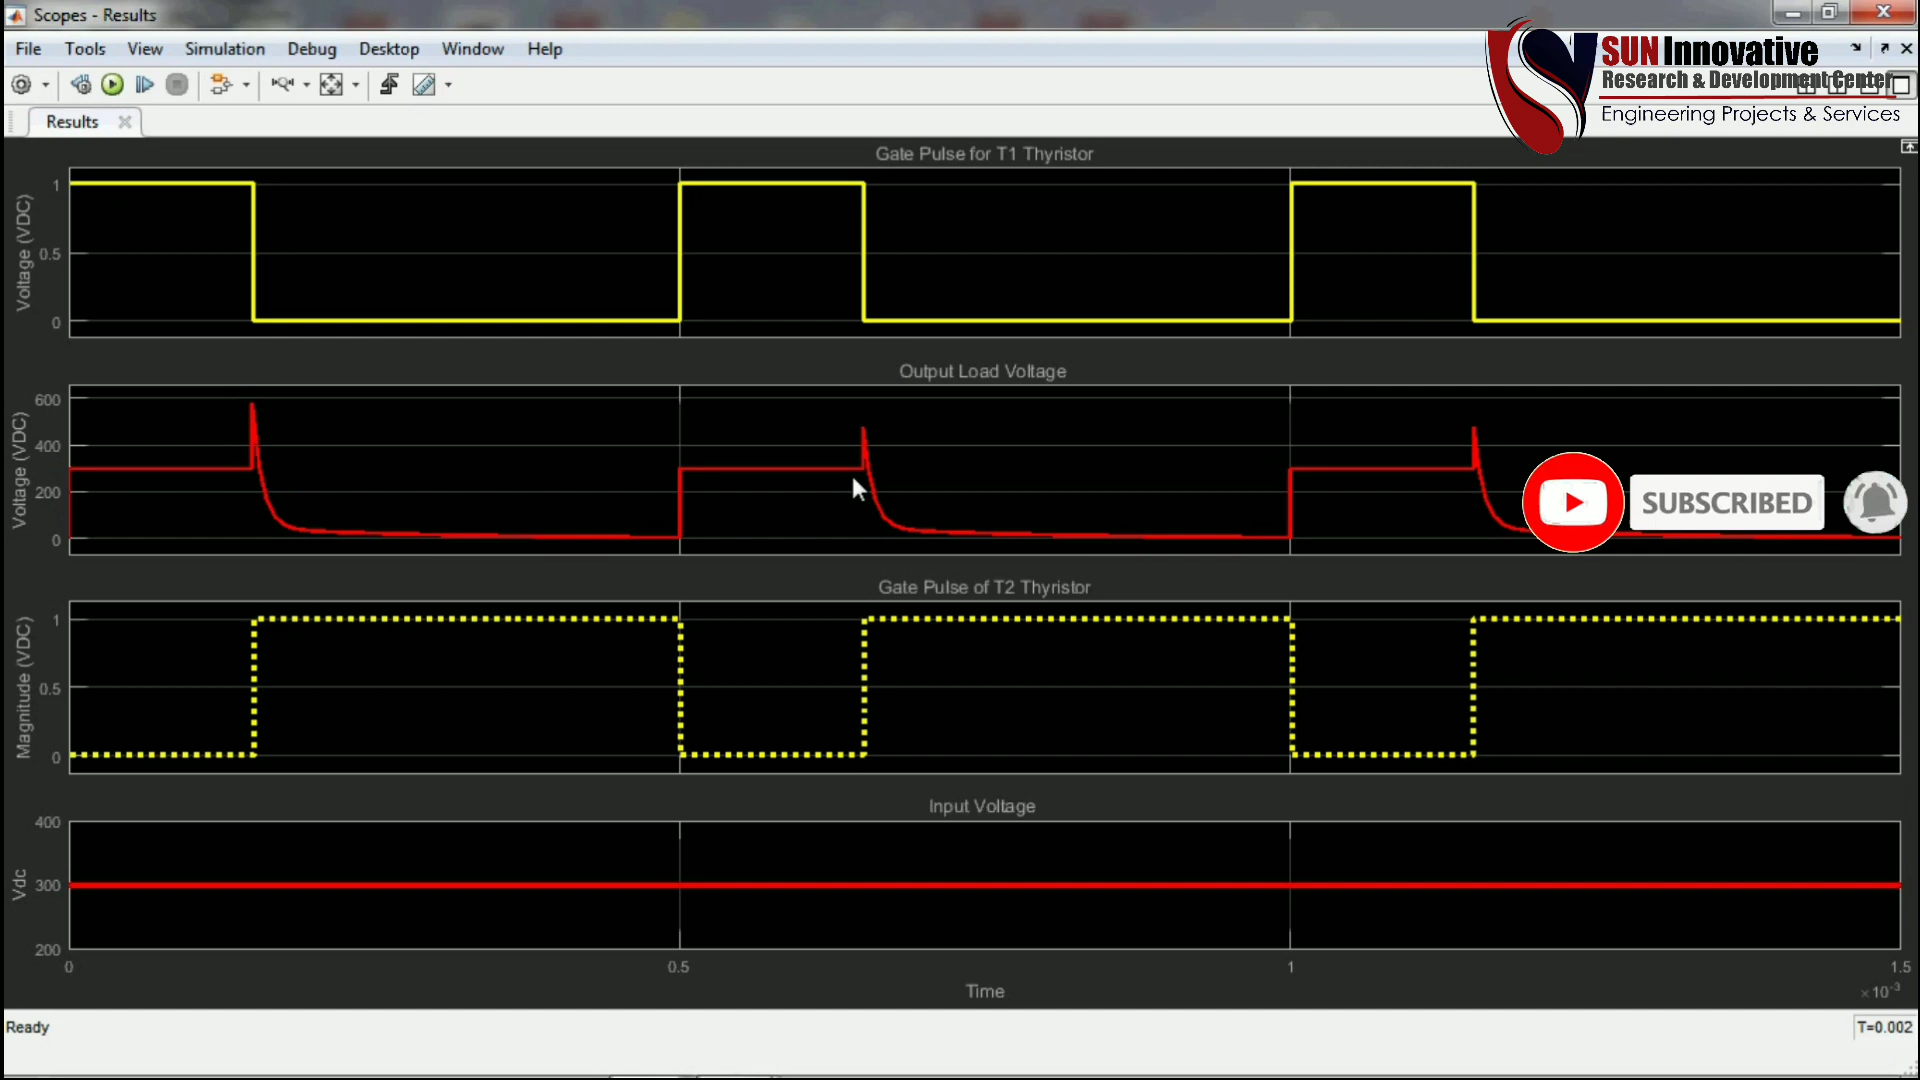 Scopes - Results
File Tools View Simulation Debug Desktop Window Help
SUN Innovative
Research & Development Center
Engineering Projects & Services
Results
Gate Pulse for T1 Thyristor
Voltage (VDC)
1
0.5
0
Output Load Voltage
Voltage (VDC)
600
400
200
0
SUBSCRIBED
Gate Pulse of T2 Thyristor
Magnitude (VDC)
1
0.5
0
Input Voltage
Vdc
400
300
200
0 0.5 1 1.5
Time
×10⁻³
Ready
T=0.002